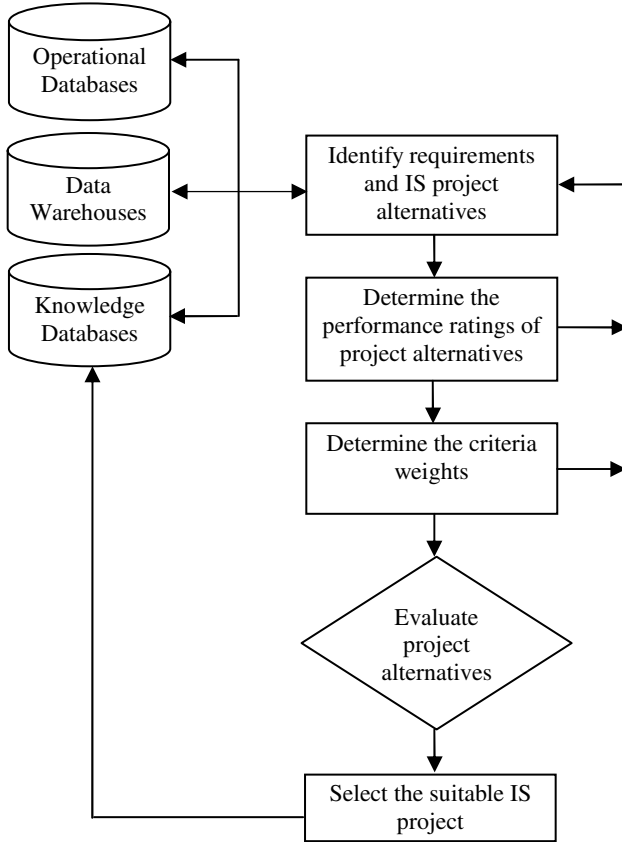 Operational
Databases
Data
Warehouses
Knowledge
Databases
Identify requirements
and IS project
alternatives
Determine the
performance ratings of
project alternatives
Determine the criteria
weights
Evaluate
project
alternatives
Select the suitable IS
project